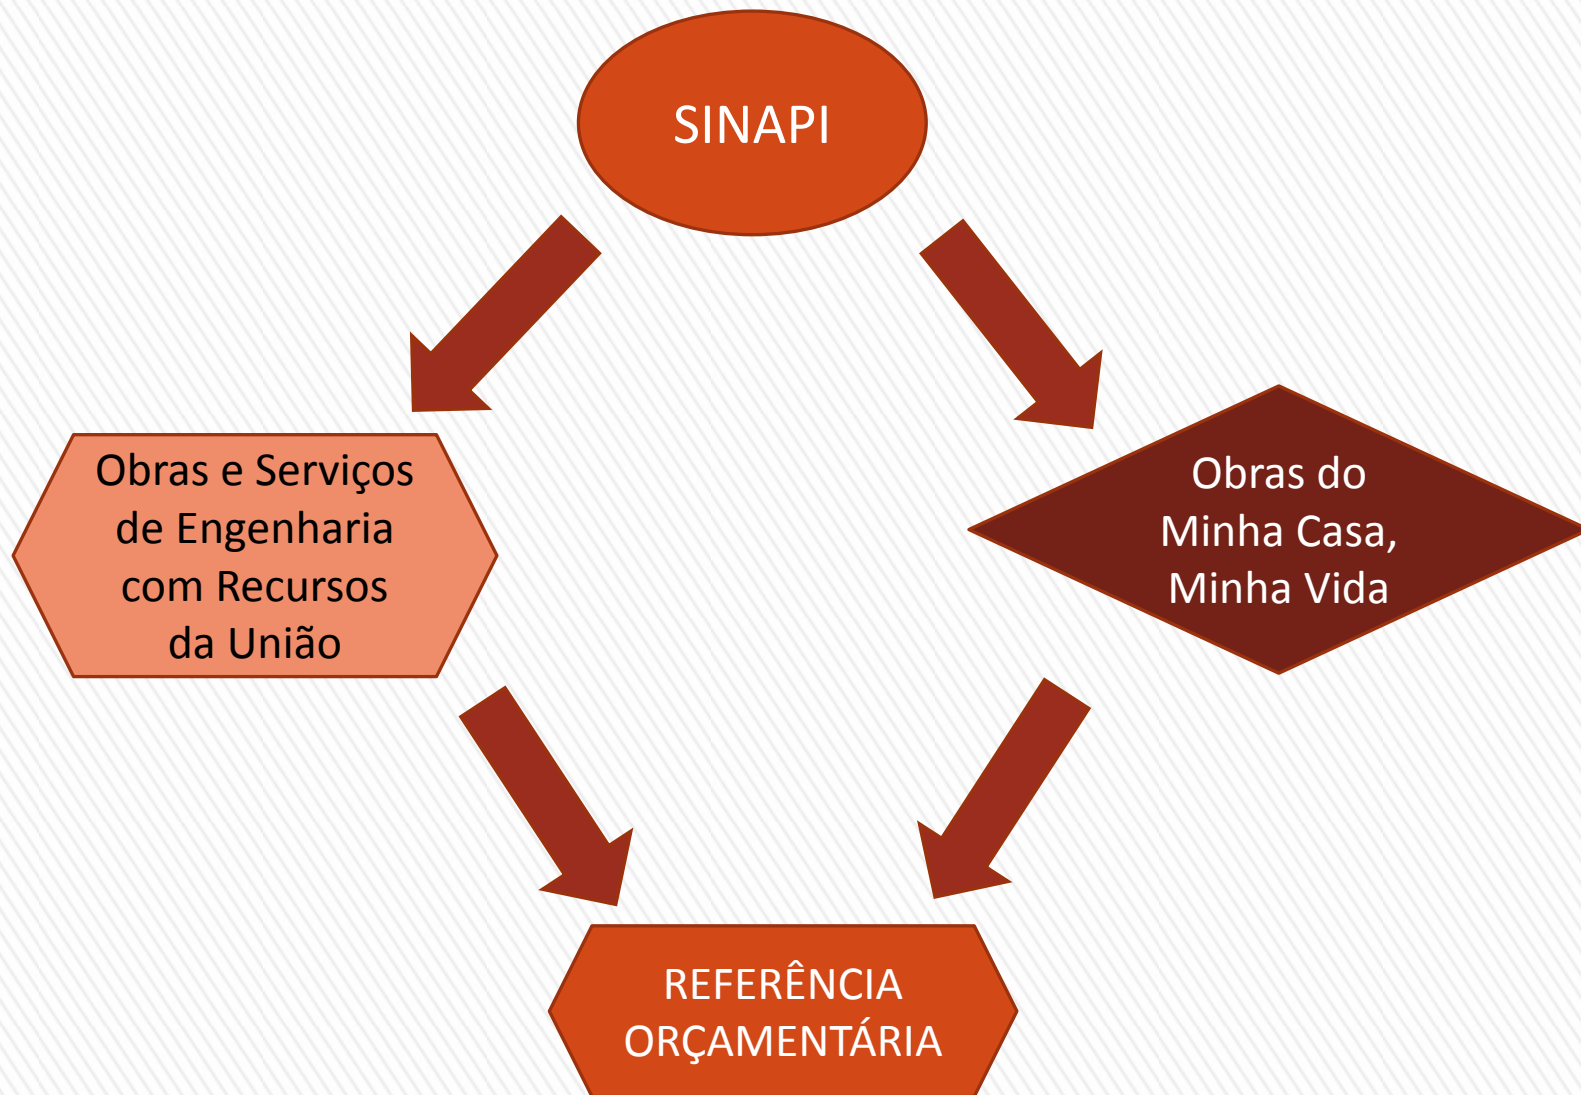 SINAPI
Obras e Serviços
de Engenharia
com Recursos
da União
Obras do
Minha Casa,
Minha Vida
REFERÊNCIA
ORÇAMENTÁRIA